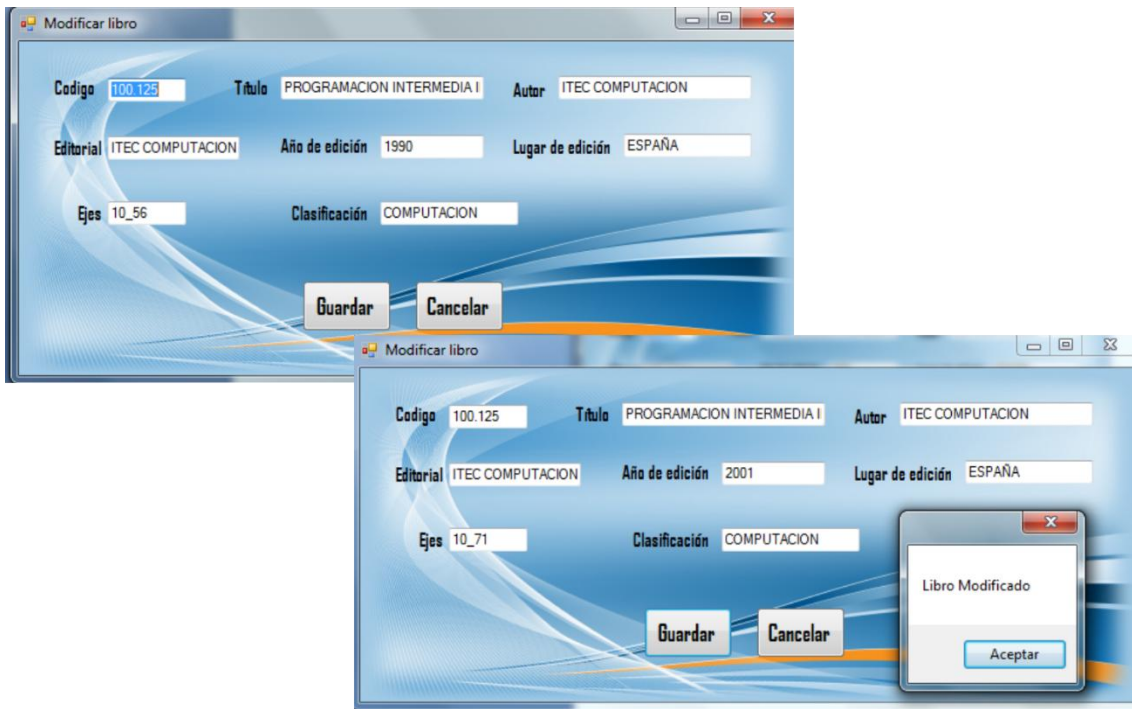 Modificar libro
Codigo 100.125 Título PROGRAMACION INTERMEDIA I Autor ITEC COMPUTACION
Editorial ITEC COMPUTACION Año de edición 1990 Lugar de edición ESPAÑA
Ejes 10_56 Clasificación COMPUTACION
Guardar Cancelar
Modificar libro
Codigo 100.125 Título PROGRAMACION INTERMEDIA I Autor ITEC COMPUTACION
Editorial ITEC COMPUTACION Año de edición 2001 Lugar de edición ESPAÑA
Ejes 10_71 Clasificación COMPUTACION
Libro Modificado
Guardar Cancelar
Aceptar